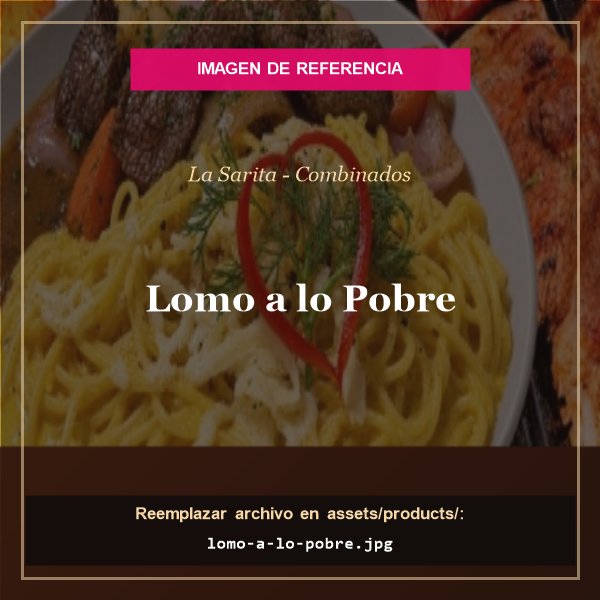 IMAGEN DE REFERENCIA
La Sarita - Combinados
Lomo a lo Pobre
Reemplazar archivo en assets/products/:
lomo-a-lo-pobre.jpg